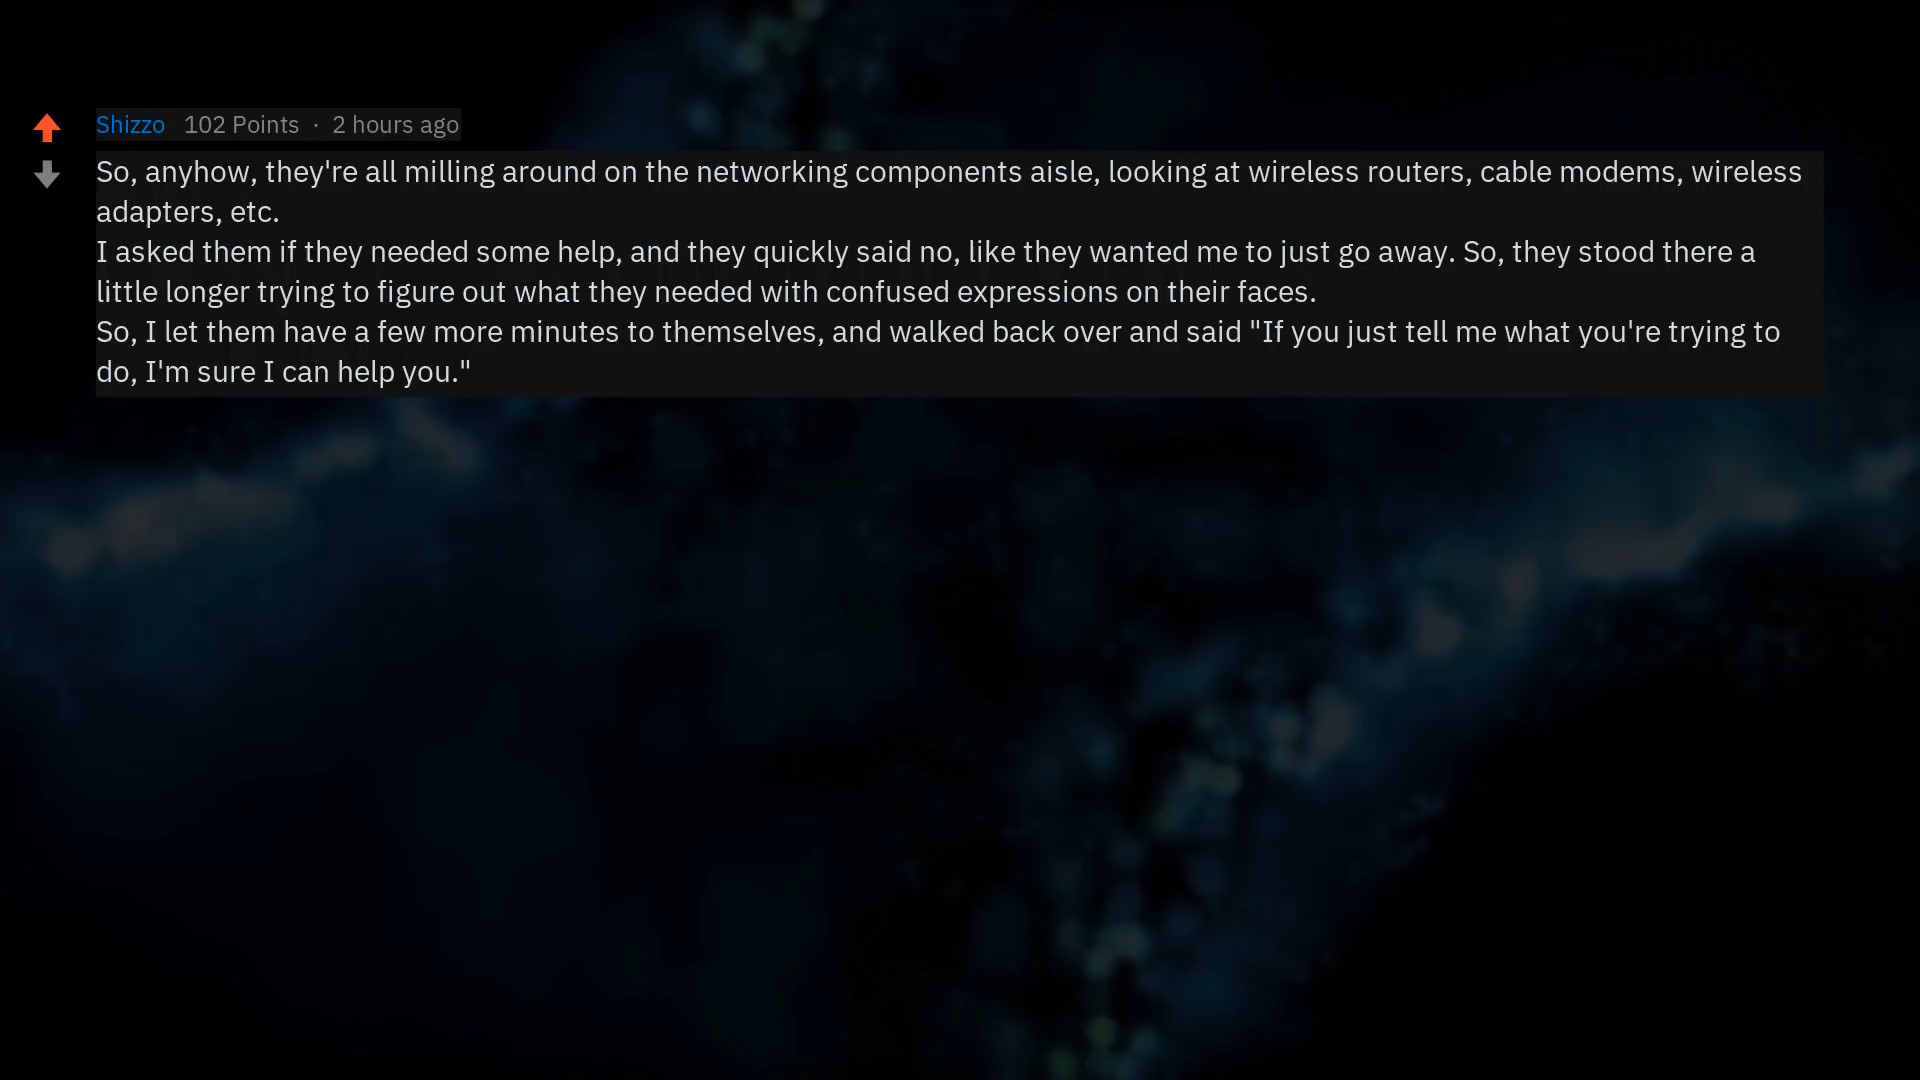 Shizzo 102 Points · 2 hours ago
So, anyhow, they're all milling around on the networking components aisle, looking at wireless routers, cable modems, wireless
adapters, etc.
I asked them if they needed some help, and they quickly said no, like they wanted me to just go away. So, they stood there a
little longer trying to figure out what they needed with confused expressions on their faces.
So, I let them have a few more minutes to themselves, and walked back over and said "If you just tell me what you're trying to
do, I'm sure I can help you."